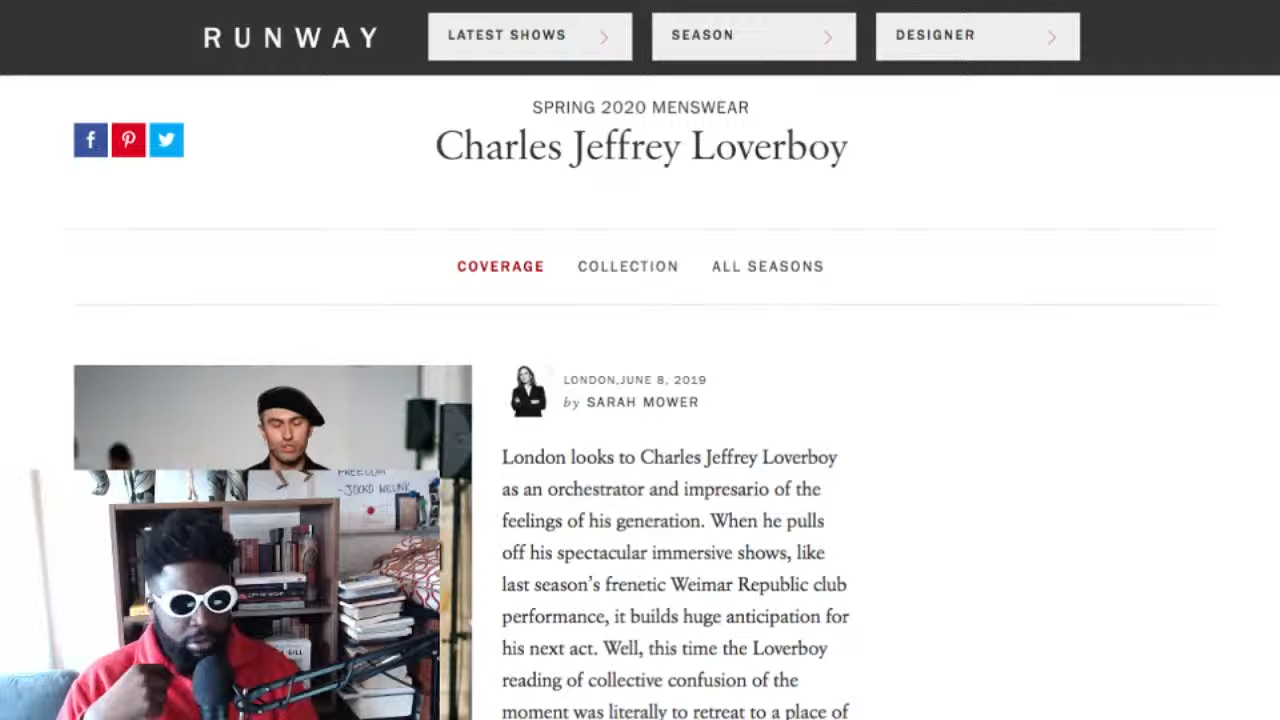 RUNWAY
LATEST SHOWS
SEASON
DESIGNER
SPRING 2020 MENSWEAR
Charles Jeffrey Loverboy
COVERAGE
COLLECTION
ALL SEASONS
LONDON, JUNE 8, 2019
by SARAH MOWER
London looks to Charles Jeffrey Loverboy
as an orchestrator and impresario of the
feelings of his generation. When he pulls
off his spectacular immersive shows, like
last season’s frenetic Weimar Republic club
performance, it builds huge anticipation for
his next act. Well, this time the Loverboy
reading of collective confusion of the
moment was literally to retreat to a place of
FREEDOM